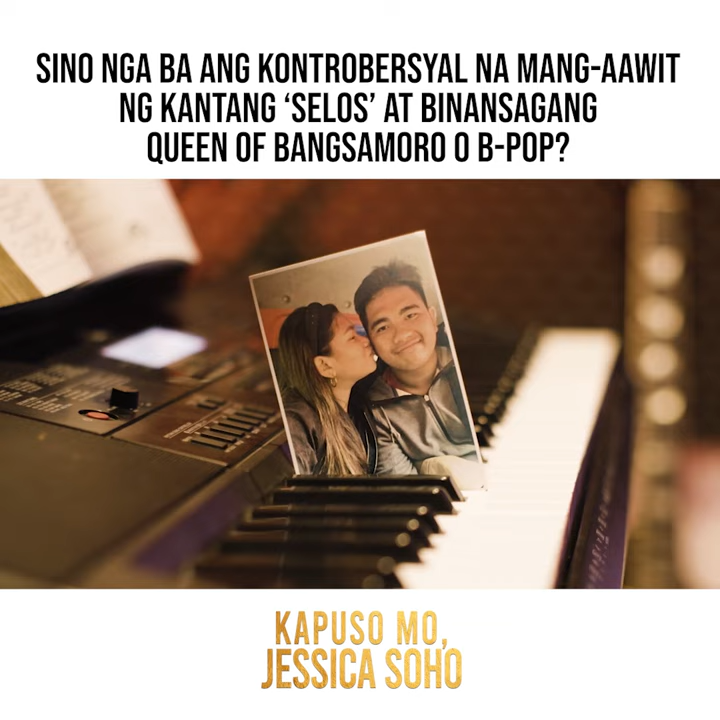 SINO NGA BA ANG KONTROBERSYAL NA MANG-AAWIT
NG KANTANG ‘SELOS’ AT BINANSAGANG
QUEEN OF BANGSAMORO O B-POP?
KAPUSO MO,
JESSICA SOHO